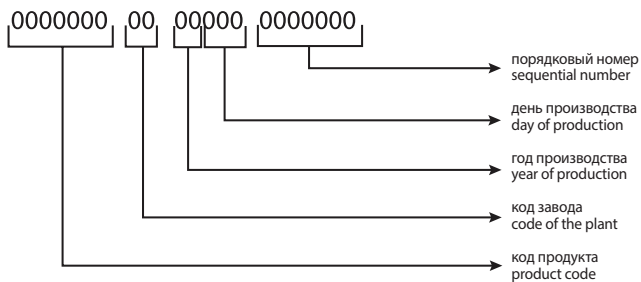 0000000 00 00000 0000000
порядковый номер
sequential number
день производства
day of production
год производства
year of production
код завода
code of the plant
код продукта
product code